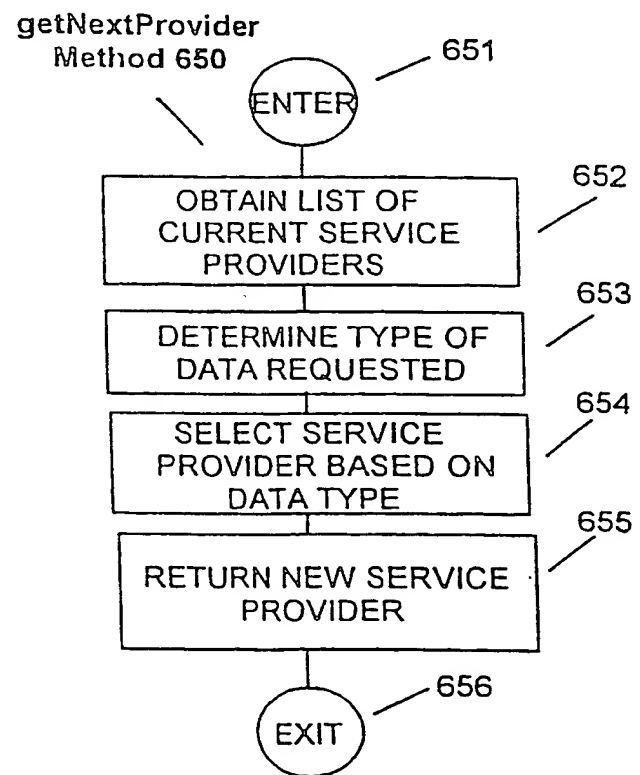 getNextProvider
Method 650
651
ENTER
652
OBTAIN LIST OF
CURRENT SERVICE
PROVIDERS
653
DETERMINE TYPE OF
DATA REQUESTED
654
SELECT SERVICE
PROVIDER BASED ON
DATA TYPE
655
RETURN NEW SERVICE
PROVIDER
656
EXIT